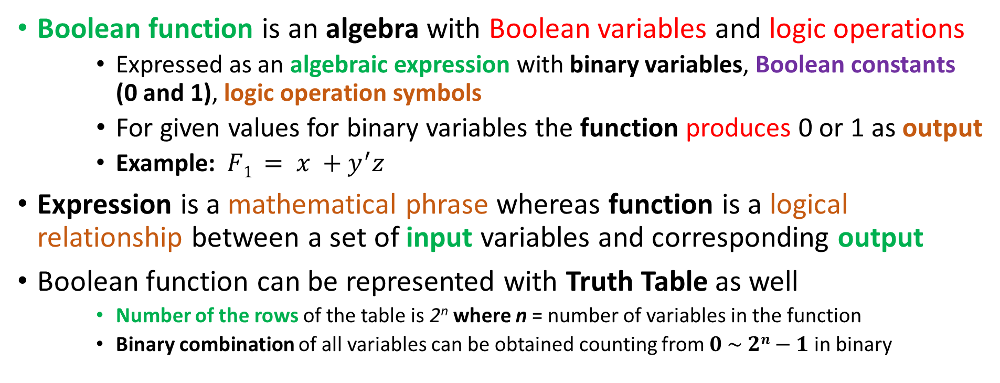 • Boolean function is an algebra with Boolean variables and logic operations
• Expressed as an algebraic expression with binary variables, Boolean constants
(0 and 1), logic operation symbols
• For given values for binary variables the function produces 0 or 1 as output
• Example: F₁ = x + y′z
• Expression is a mathematical phrase whereas function is a logical
relationship between a set of input variables and corresponding output
• Boolean function can be represented with Truth Table as well
• Number of the rows of the table is 2ⁿ where n = number of variables in the function
• Binary combination of all variables can be obtained counting from 0 ~ 2ⁿ − 1 in binary